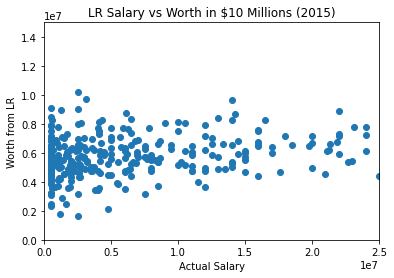 LR Salary vs Worth in $10 Millions (2015)
1e7
1.4
1.2
1.0
0.8
0.6
0.4
0.2
0.0
Worth from LR
0.0 0.5 1.0 1.5 2.0 2.5
1e7
Actual Salary